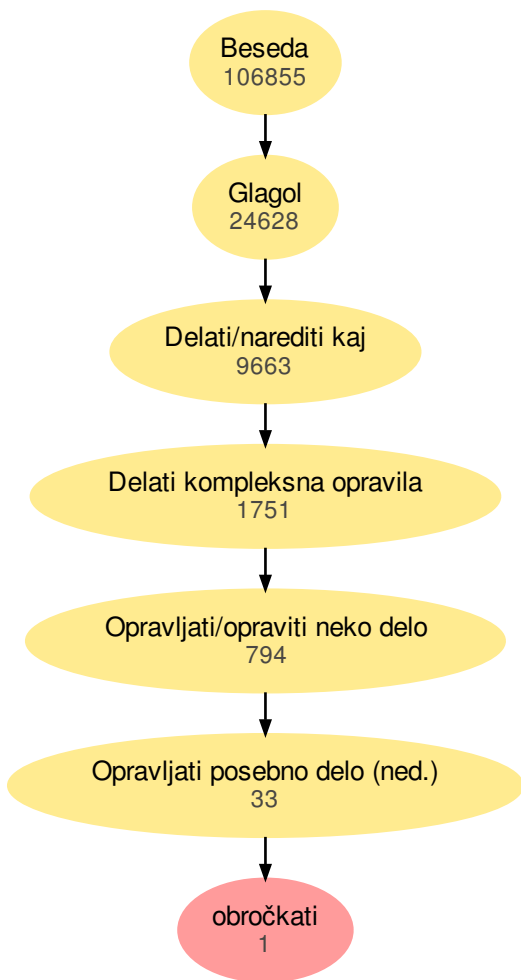 Beseda
106855
Glagol
24628
Delati/narediti kaj
9663
Delati kompleksna opravila
1751
Opravljati/opraviti neko delo
794
Opravljati posebno delo (ned.)
33
obročkati
1